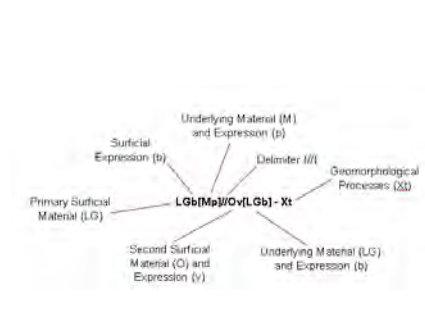 Underlying Material (M)
and Expression (p)
Surficial
Expression (b)
Delimiter (//)
Geomorphological
Processes (Xt)
Primary Surficial
Material (LG)
LGb[Mp]//Ov[LGb] - Xt
Second Surficial
Material (O) and
Expression (v)
Underlying Material (LG)
and Expression (b)